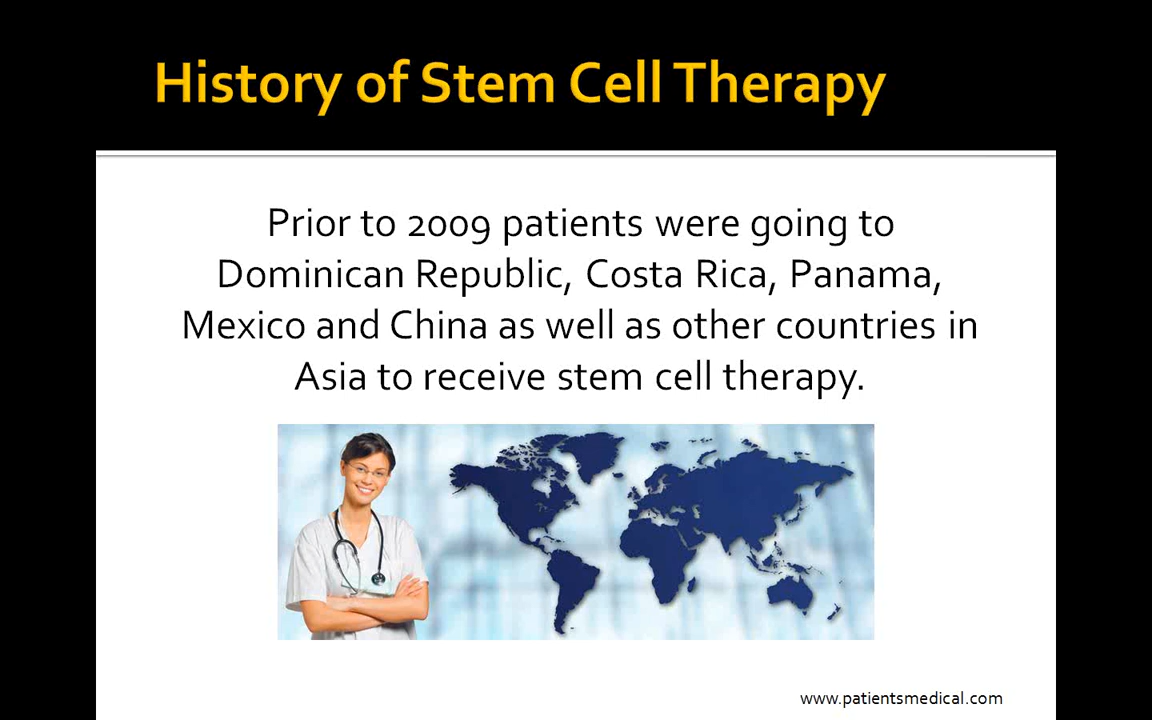 History of Stem Cell Therapy
Prior to 2009 patients were going to
Dominican Republic, Costa Rica, Panama,
Mexico and China as well as other countries in
Asia to receive stem cell therapy.
www.patientsmedical.com